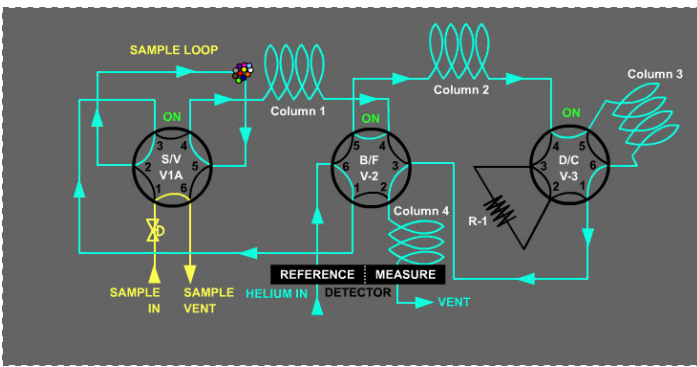 SAMPLE LOOP
Column 1
Column 2
Column 3
ON
3 4
S/V
2 5
V1A
1 6
ON
5 4
B/F
6 3
V-2
1 2
ON
4 5
D/C
3 6
V-3
2 1
R-1
Column 4
REFERENCE MEASURE
SAMPLE IN
SAMPLE VENT
HELIUM IN
DETECTOR
VENT